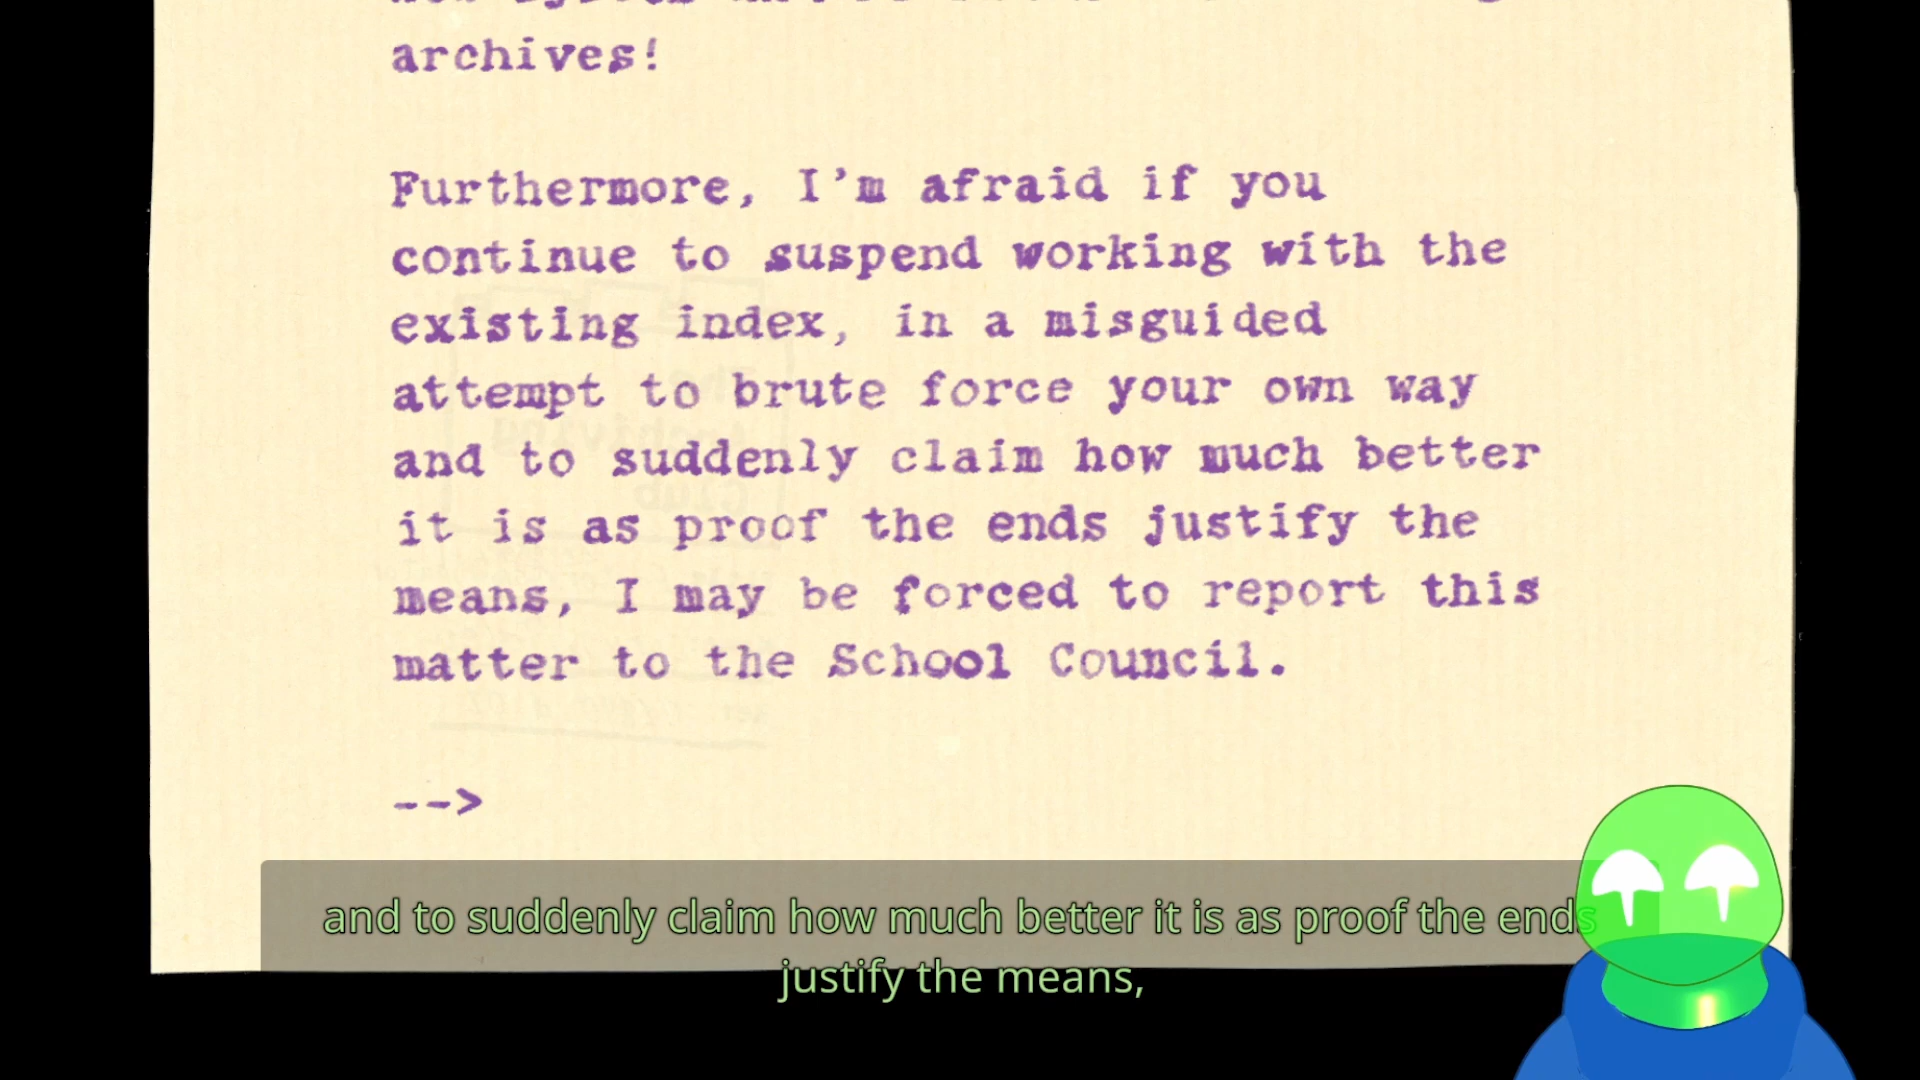 archives!
Furthermore, I'm afraid if you
continue to suspend working with the
existing index, in a misguided
attempt to brute force your own way
and to suddenly claim how much better
it is as proof the ends justify the
means, I may be forced to report this
matter to the School Council.
-->
and to suddenly claim how much better it is as proof the ends
justify the means,